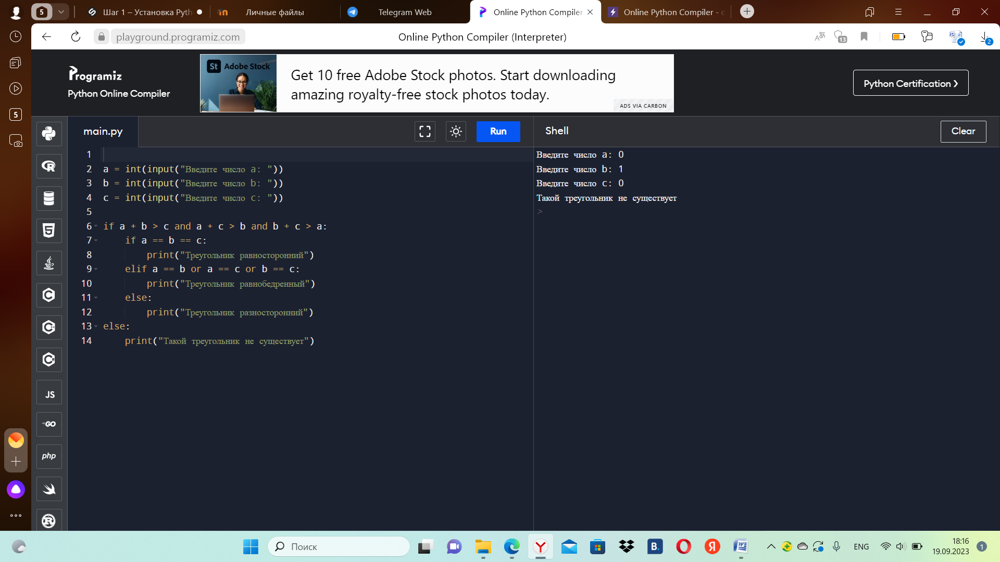 5
Шаг 1 – Установка Pyth
Личные файлы
Telegram Web
Online Python Compiler
Online Python Compiler - c
playground.programiz.com
Online Python Compiler (Interpreter)
13
2
Programiz
Python Online Compiler
St Adobe Stock
Get 10 free Adobe Stock photos. Start downloading
amazing royalty-free stock photos today.
ADS VIA CARBON
Python Certification ❯
5
main.py
Run
Shell
Clear
1
2 a = int(input("Введите число a: "))
3 b = int(input("Введите число b: "))
4 c = int(input("Введите число c: "))
5
6 if a + b > c and a + c > b and b + c > a:
7 if a == b == c:
8 print("Треугольник равносторонний")
9 elif a == b or a == c or b == c:
10 print("Треугольник равнобедренный")
11 else:
12 print("Треугольник разносторонний")
13 else:
14 print("Такой треугольник не существует")
Введите число a: 0
Введите число b: 1
Введите число c: 0
Такой треугольник не существует
>
JS
GO
php
Поиск
B.
Я
ENG
18:16
19.09.2023
1